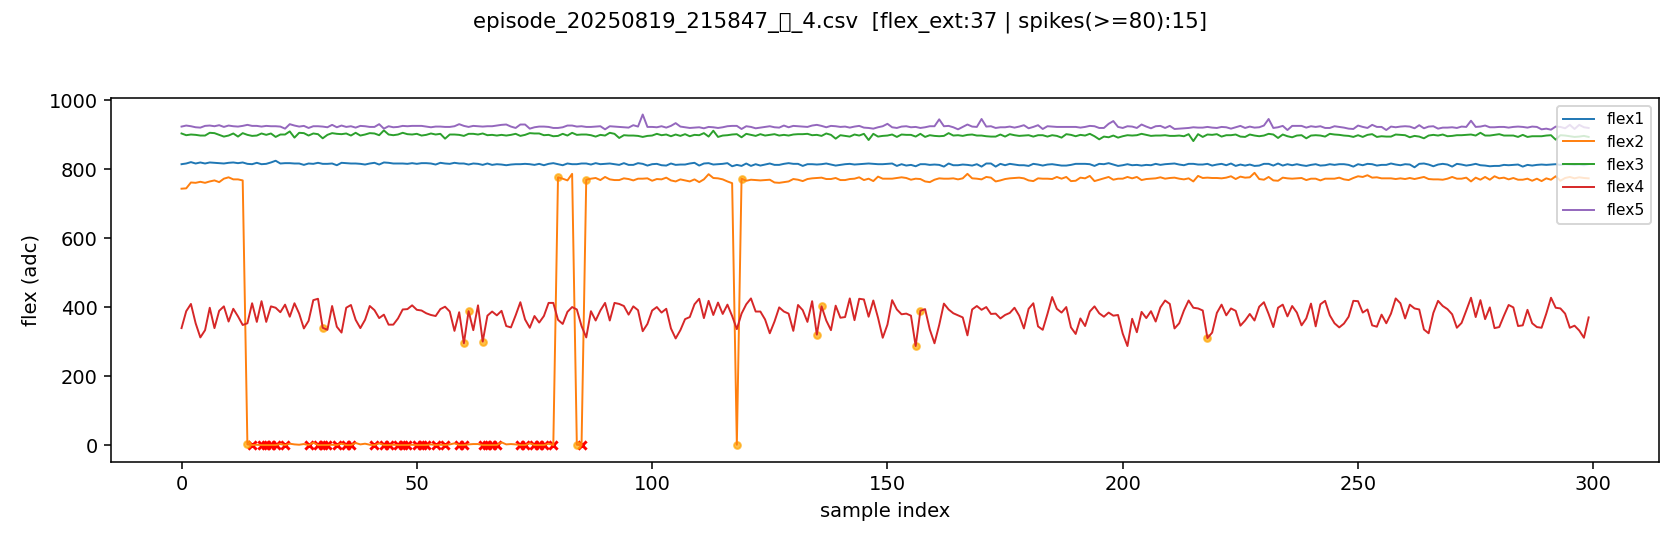 episode_20250819_215847_▯_4.csv [flex_ext:37 | spikes(>=80):15]
1000
800
600
400
200
0
flex (adc)
flex1
flex2
flex3
flex4
flex5
0 50 100 150 200 250 300
sample index